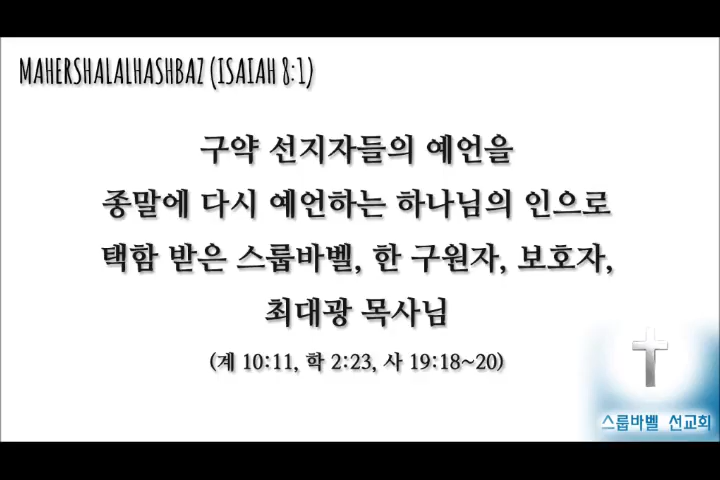 MAHERSHALALHASHBAZ (ISAIAH 8:1)
구약 선지자들의 예언을
종말에 다시 예언하는 하나님의 인으로
택함 받은 스룹바벨, 한 구원자, 보호자,
최대광 목사님
(계 10:11, 학 2:23, 사 19:18~20)
스룹바벨 선교회